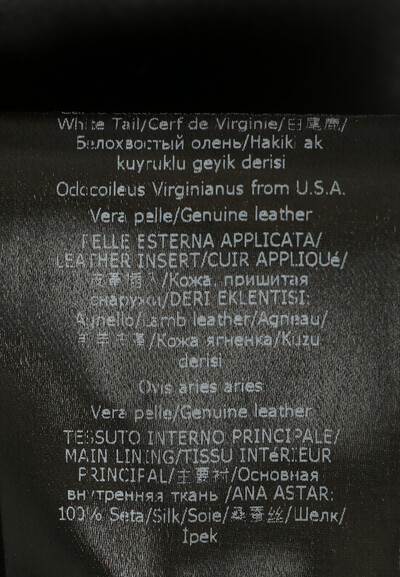 White Tail/Cerf de Virginie/白尾鹿/
Белохвостый олень/Hakiki ak
kuyruklu geyik derisi
Odocoileus Virginianus from U.S.A.
Vera pelle/Genuine leather
PELLE ESTERNA APPLICATA/
LEATHER INSERT/CUIR APPLIQUé/
Кожа, пришитая
снаружи/DERI EKLENTISI:
Agnello/Lamb leather/Agneau/
/Кожа ягненка/Kuzu
derisi
Ovis aries aries
Vera pelle/Genuine leather
TESSUTO INTERNO PRINCIPALE/
MAIN LINING/TISSU INTéRIEUR
PRINCIPAL/主要衬/Основная
внутренняя ткань /ANA ASTAR:
100% Seta/Silk/Soie/桑蚕丝/Шелк/
İpek